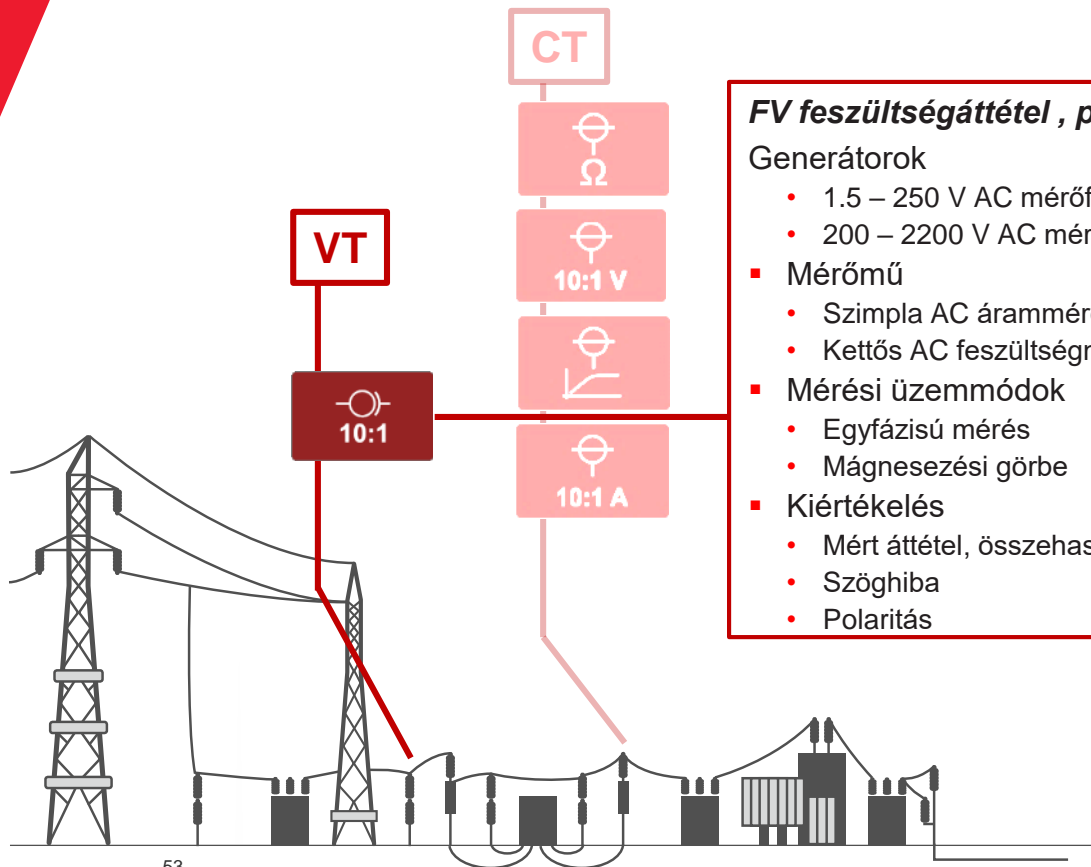 CT
Ω
10:1 V
10:1 A
VT
10:1
FV feszültségáttétel , p
Generátorok
• 1.5 – 250 V AC mérőf
• 200 – 2200 V AC mér
▪ Mérőmű
• Szimpla AC árammér
• Kettős AC feszültség
▪ Mérési üzemmódok
• Egyfázisú mérés
• Mágnesezési görbe
▪ Kiértékelés
• Mért áttétel, összehas
• Szöghiba
• Polaritás
53